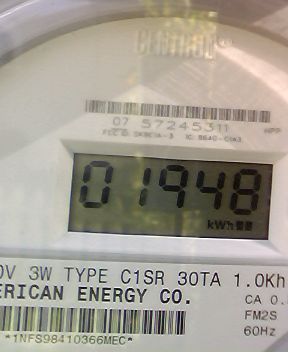 CENTRON
07 57245311
01948
kWh
0V 3W TYPE C1SR 30TA 1.0Kh
ERICAN ENERGY CO.
CA 0.
FM2S
60Hz
*1NFS98410366MEC*